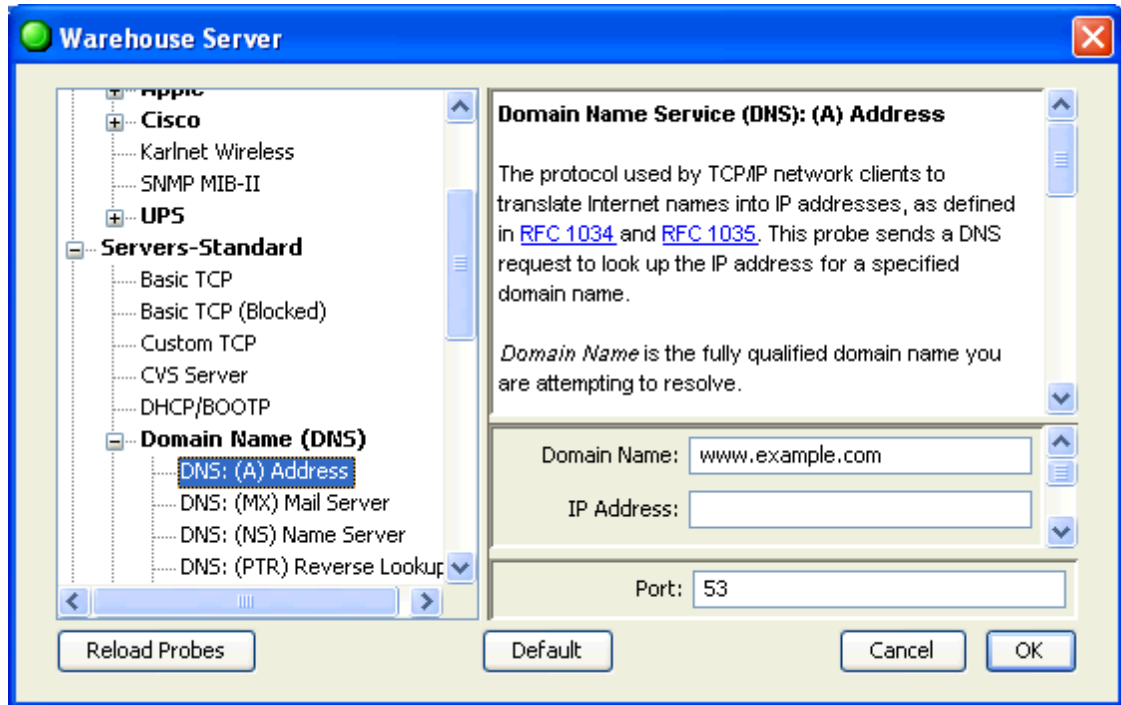 Warehouse Server
Apple
Cisco
Karlnet Wireless
SNMP MIB-II
UPS
Servers-Standard
Basic TCP
Basic TCP (Blocked)
Custom TCP
CVS Server
DHCP/BOOTP
Domain Name (DNS)
DNS: (A) Address
DNS: (MX) Mail Server
DNS: (NS) Name Server
DNS: (PTR) Reverse Lookup
Domain Name Service (DNS): (A) Address
The protocol used by TCP/IP network clients to
translate Internet names into IP addresses, as defined
in RFC 1034 and RFC 1035. This probe sends a DNS
request to look up the IP address for a specified
domain name.
Domain Name is the fully qualified domain name you
are attempting to resolve.
Domain Name: www.example.com
IP Address:
Port: 53
Reload Probes
Default
Cancel
OK